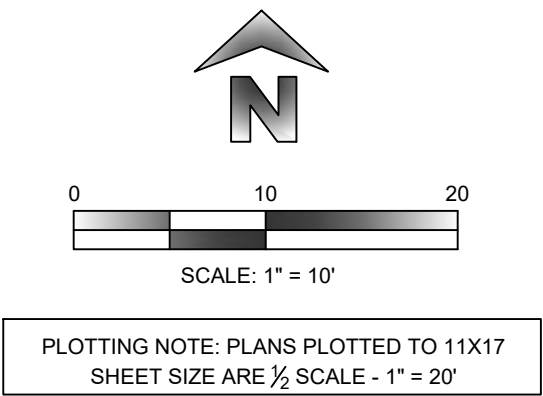 N
0 10 20
SCALE: 1" = 10'
PLOTTING NOTE: PLANS PLOTTED TO 11X17
SHEET SIZE ARE ½ SCALE - 1" = 20'